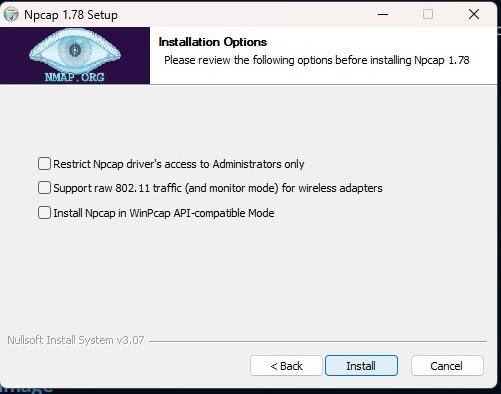 Npcap 1.78 Setup
NMAP.ORG
Installation Options
Please review the following options before installing Npcap 1.78
Restrict Npcap driver's access to Administrators only
Support raw 802.11 traffic (and monitor mode) for wireless adapters
Install Npcap in WinPcap API-compatible Mode
Nullsoft Install System v3.07
< Back
Install
Cancel